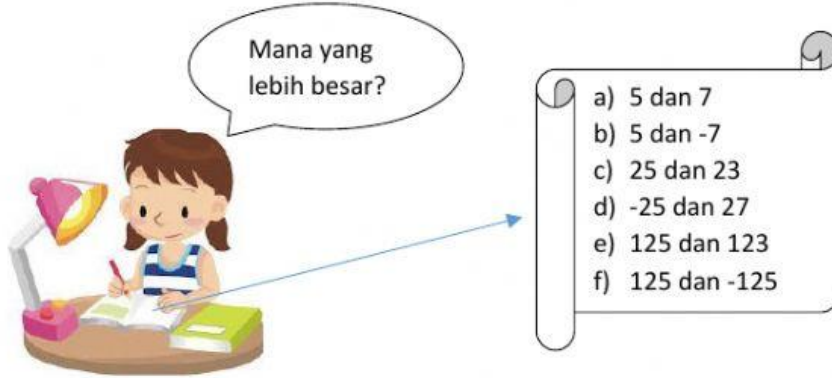 Mana yang
lebih besar?
a) 5 dan 7
b) 5 dan -7
c) 25 dan 23
d) -25 dan 27
e) 125 dan 123
f) 125 dan -125